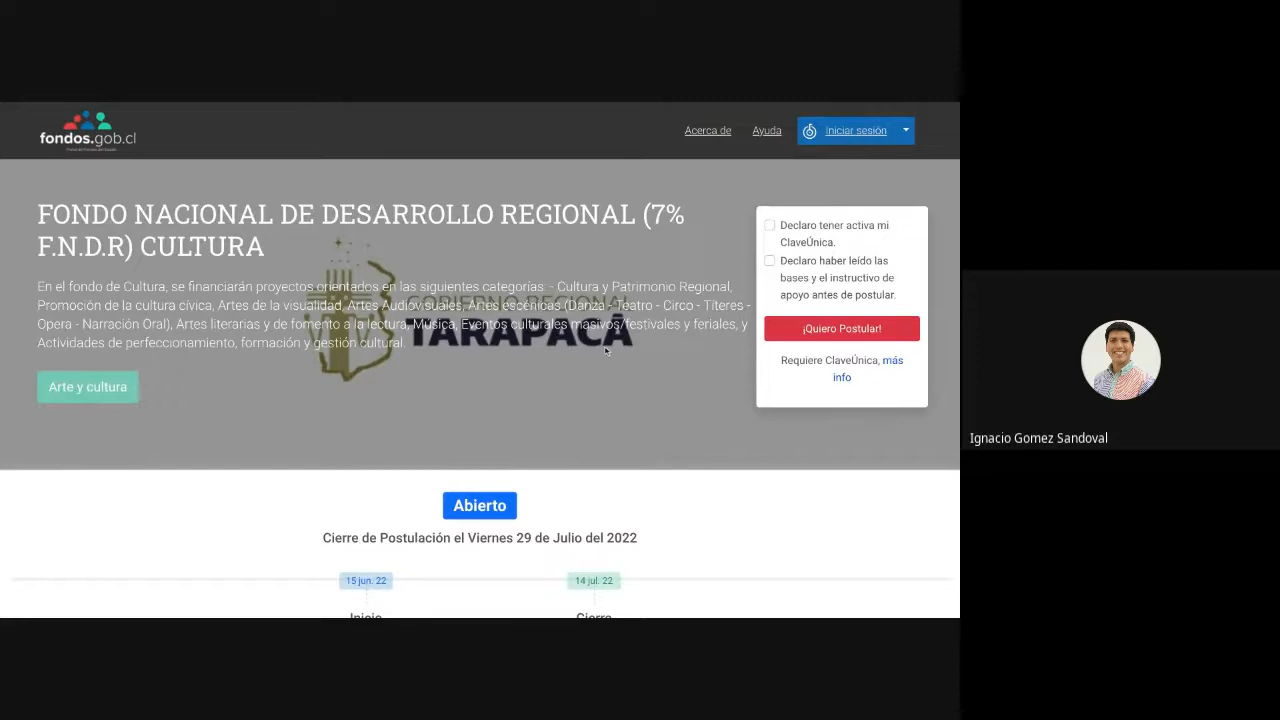 fondos.gob.cl
Acerca de
Ayuda
Iniciar sesión
FONDO NACIONAL DE DESARROLLO REGIONAL (7%
F.N.D.R) CULTURA
En el fondo de Cultura, se financiarán proyectos orientados en las siguientes categorías: - Cultura y Patrimonio Regional,
Promoción de la cultura cívica, Artes de la visualidad, Artes Audiovisuales, Artes escénicas (Danza - Teatro - Circo - Títeres -
Opera - Narración Oral), Artes literarias y de fomento a la lectura, Música, Eventos culturales masivos/festivales y feriales, y
Actividades de perfeccionamiento, formación y gestión cultural.
GOBIERNO REGIONAL
TARAPACÁ
Arte y cultura
Declaro tener activa mi
ClaveÚnica.
Declaro haber leído las
bases y el instructivo de
apoyo antes de postular.
¡Quiero Postular!
Requiere ClaveÚnica, más
info
Ignacio Gomez Sandoval
Abierto
Cierre de Postulación el Viernes 29 de Julio del 2022
15 jun. 22
14 jul. 22
Inicio
Cierre